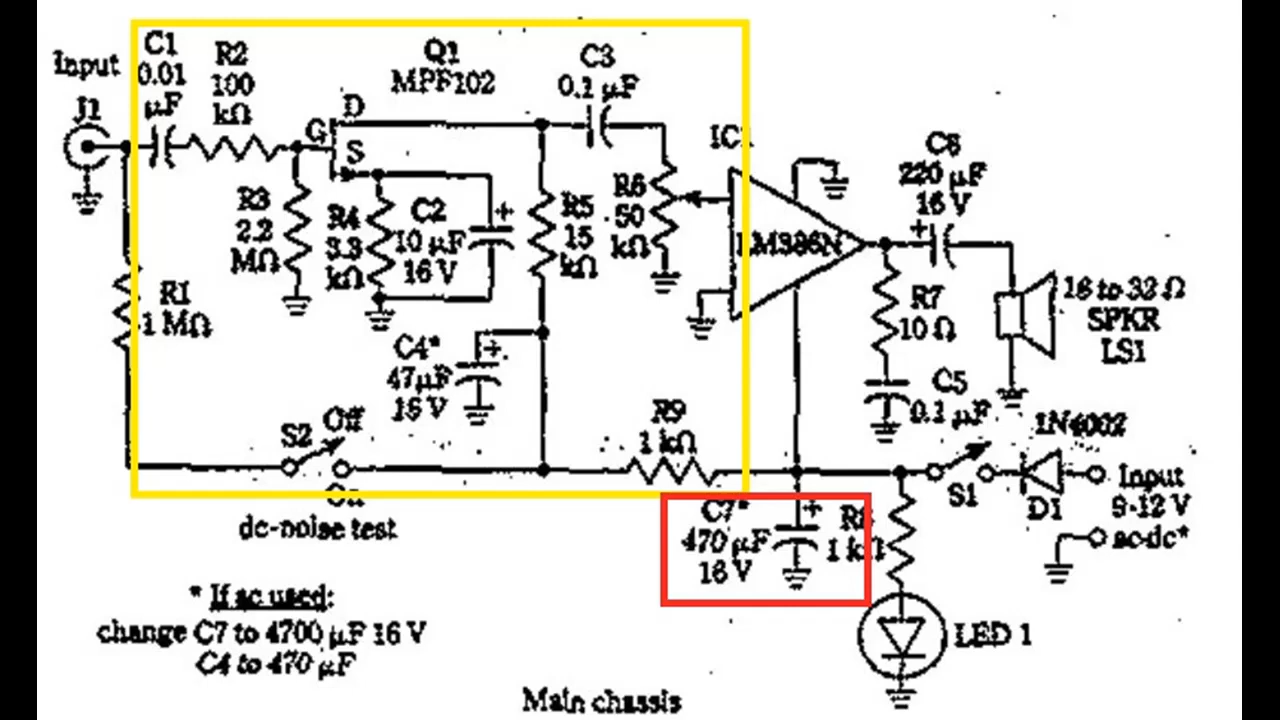 Input
J1
C1
0.01
µF
R2
100
kΩ
Q1
MPF102
C3
0.1 µF
D
G
S
R3
2.2
MΩ
R4
3.3
kΩ
C2
10 µF
16 V
+
R5
15
kΩ
R6
50
kΩ
LM386N
C6
220 µF
16 V
+
R7
10 Ω
16 to 32 Ω
SPKR
LS1
R1
1 MΩ
C4*
47µF
16 V
+
C5
0.1 µF
S2
Off
On
dc-noise test
R9
1 kΩ
1N4002
S1
D1
Input
9-12 V
ac-dc*
C7*
470 µF
16 V
+
R8
1 kΩ
LED 1
* If ac used:
change C7 to 4700 µF 16 V
C4 to 470 µF
Main chassis